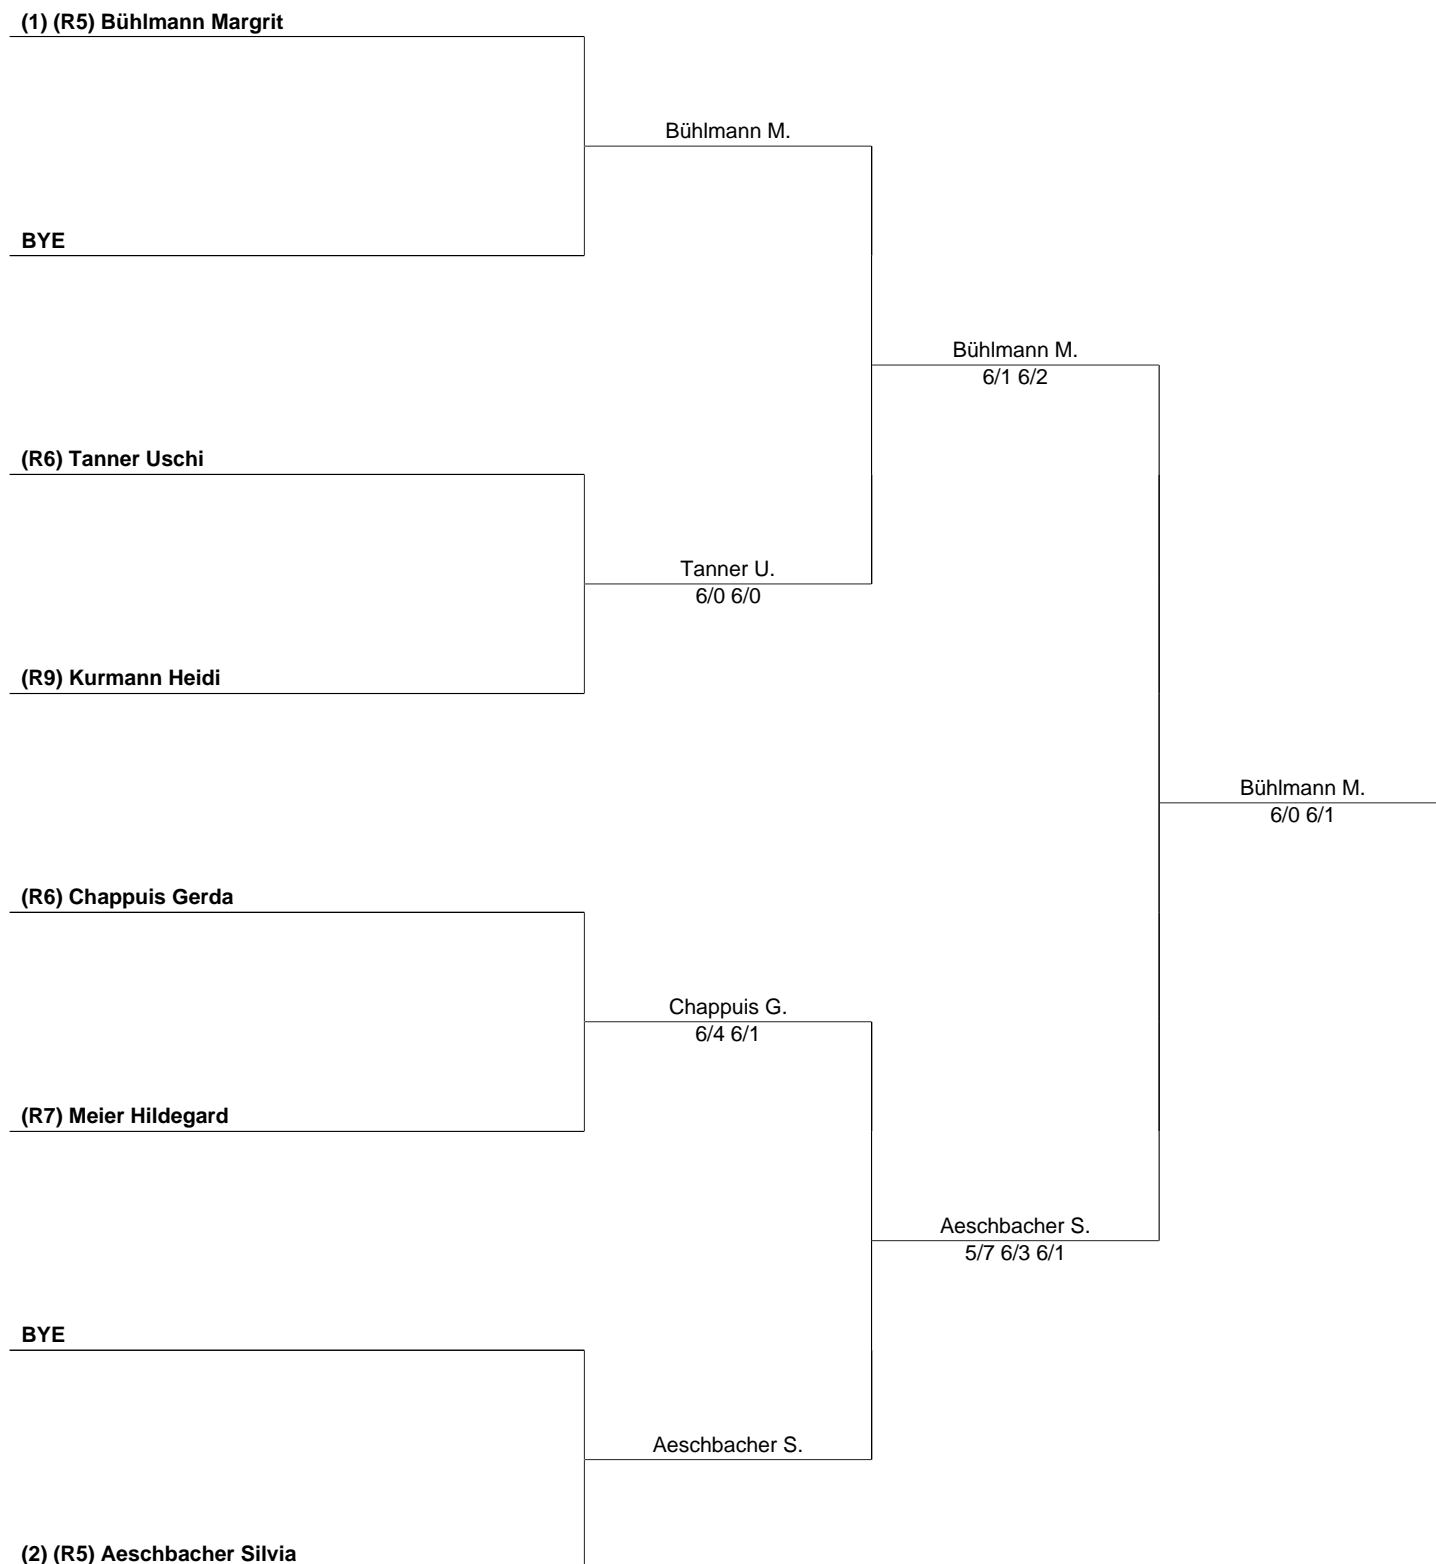 (1) (R5) Bühlmann Margrit
Bühlmann M.
BYE
Bühlmann M.
6/1 6/2
(R6) Tanner Uschi
Tanner U.
6/0 6/0
(R9) Kurmann Heidi
Bühlmann M.
6/0 6/1
(R6) Chappuis Gerda
Chappuis G.
6/4 6/1
(R7) Meier Hildegard
Aeschbacher S.
5/7 6/3 6/1
BYE
Aeschbacher S.
(2) (R5) Aeschbacher Silvia